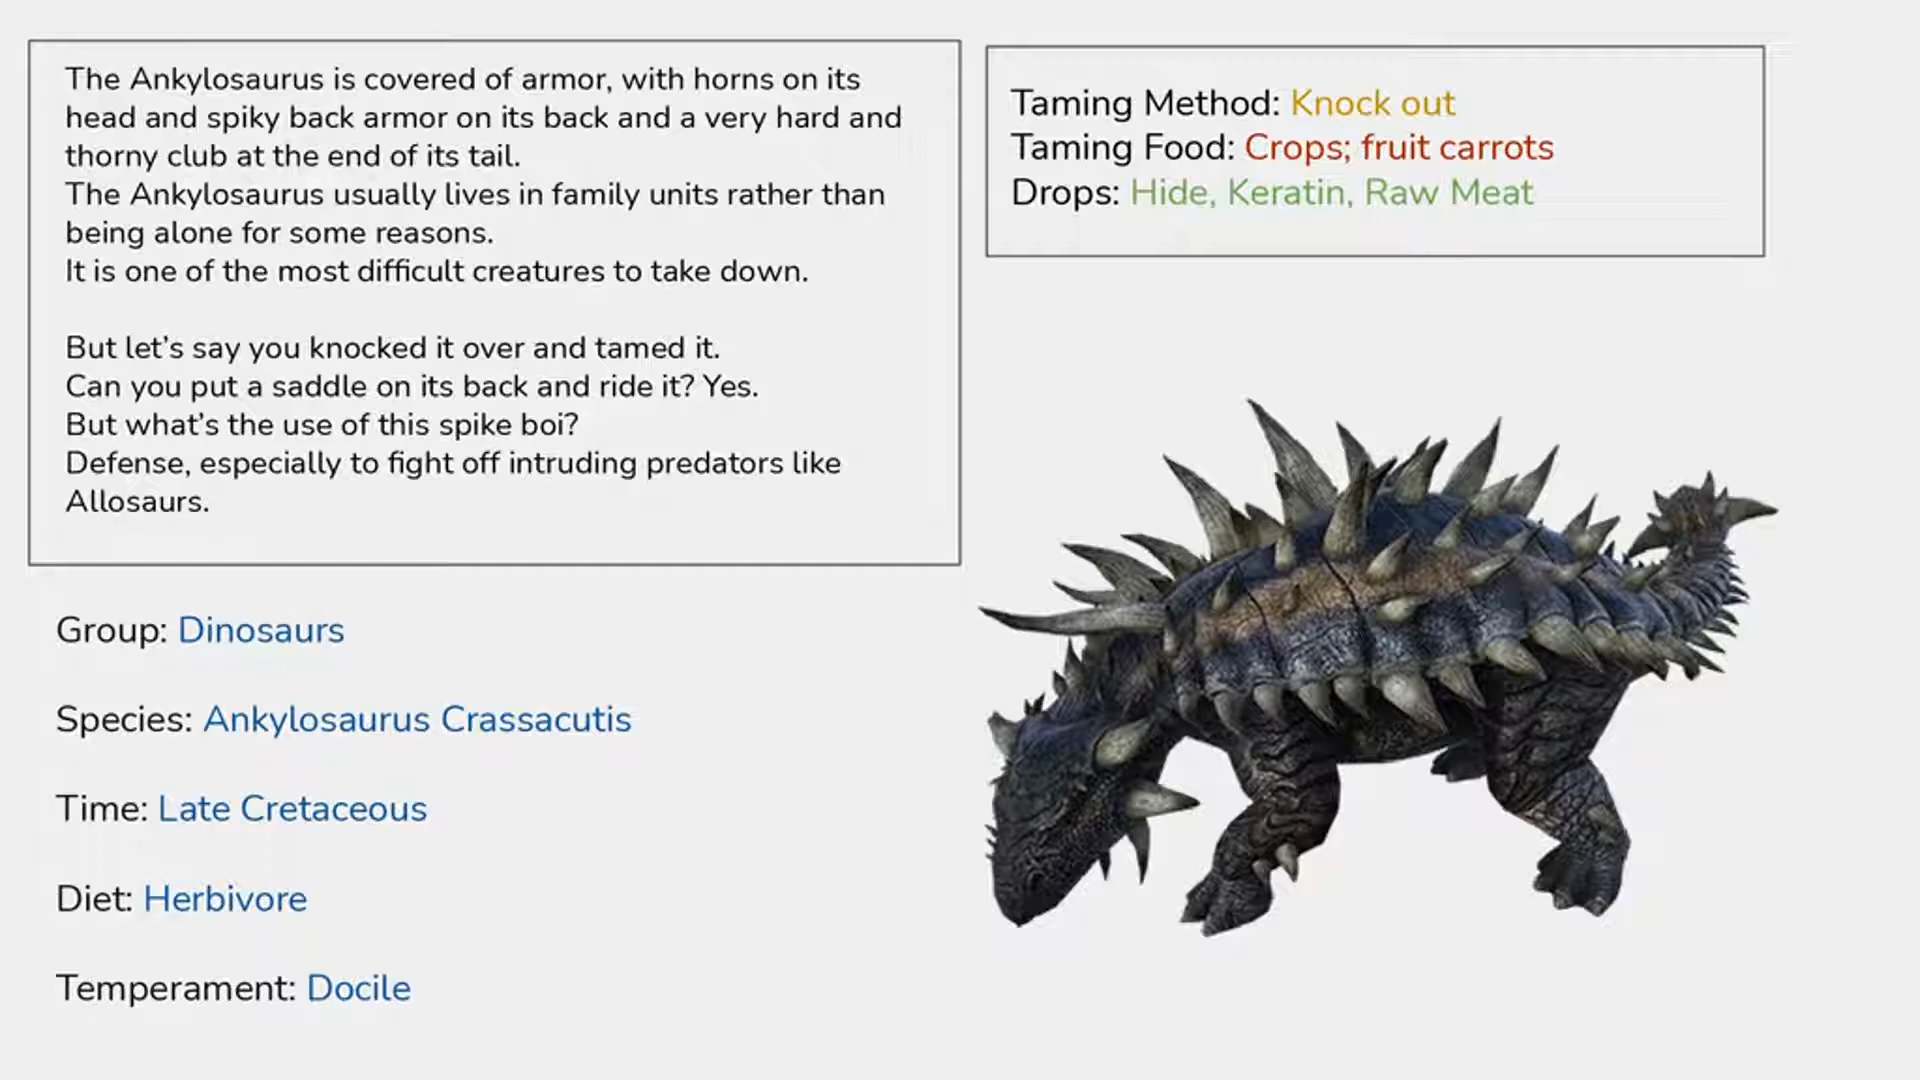 The Ankylosaurus is covered of armor, with horns on its
head and spiky back armor on its back and a very hard and
thorny club at the end of its tail.
The Ankylosaurus usually lives in family units rather than
being alone for some reasons.
It is one of the most difficult creatures to take down.
But let’s say you knocked it over and tamed it.
Can you put a saddle on its back and ride it? Yes.
But what’s the use of this spike boi?
Defense, especially to fight off intruding predators like
Allosaurs.
Taming Method: Knock out
Taming Food: Crops; fruit carrots
Drops: Hide, Keratin, Raw Meat
Group: Dinosaurs
Species: Ankylosaurus Crassacutis
Time: Late Cretaceous
Diet: Herbivore
Temperament: Docile